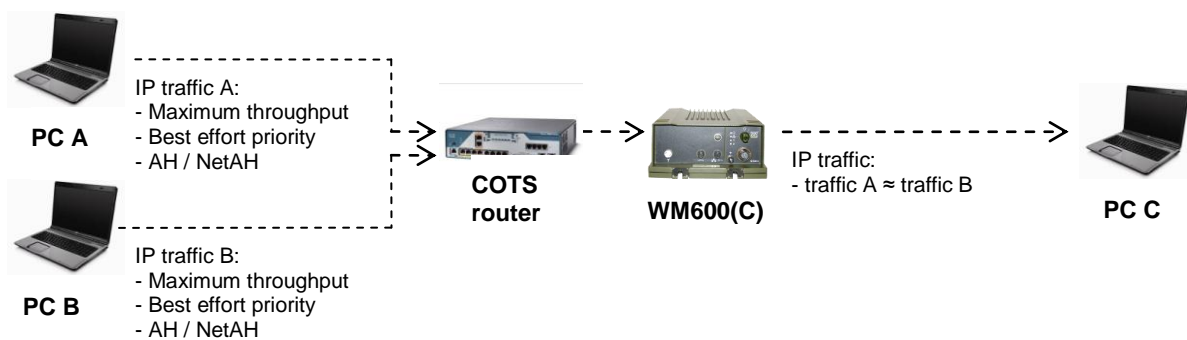 IP traffic A:
- Maximum throughput
- Best effort priority
- AH / NetAH
PC A
COTS
router
WM600(C)
IP traffic:
- traffic A ≈ traffic B
PC C
IP traffic B:
- Maximum throughput
- Best effort priority
- AH / NetAH
PC B